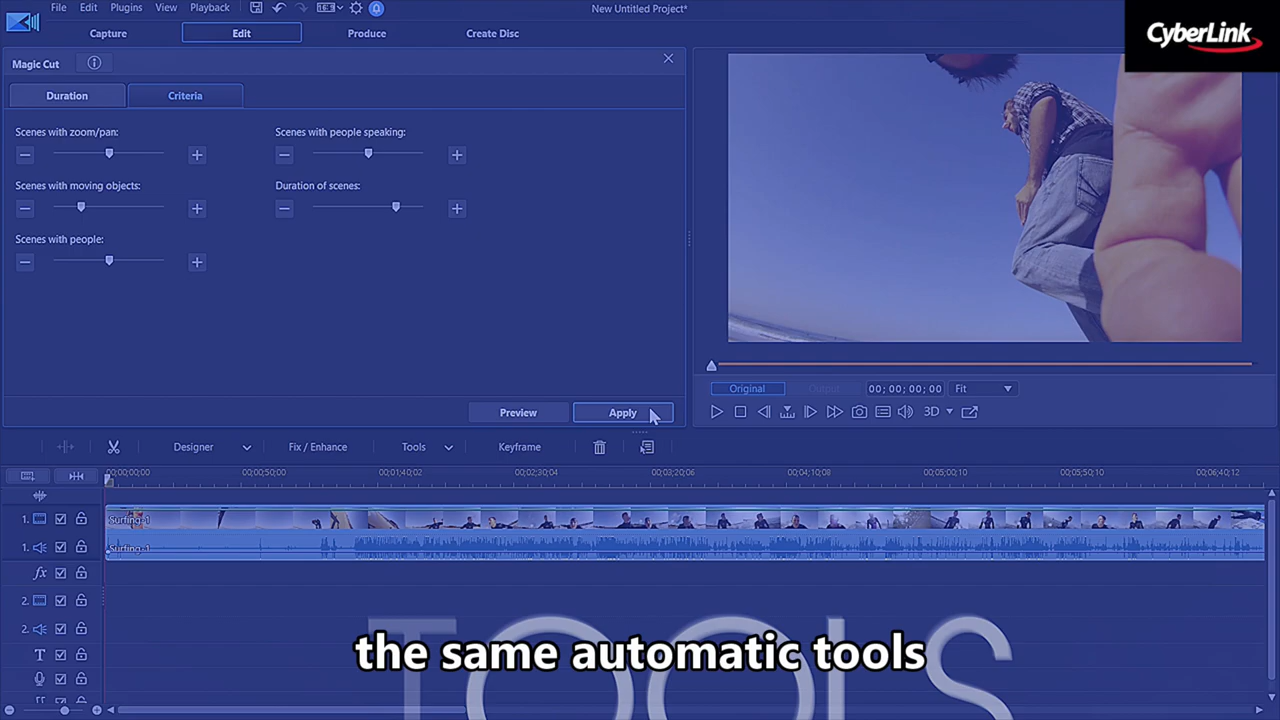 File Edit Plugins View Playback
New Untitled Project*
CyberLink
Capture Edit Produce Create Disc
Magic Cut
Duration Criteria
Scenes with zoom/pan: Scenes with people speaking:
Scenes with moving objects: Duration of scenes:
Scenes with people:
Original Output 00; 00; 00; 00 Fit
3D
Preview Apply
Designer Fix / Enhance Tools Keyframe
00;00;00;00 00;00;50;00 00;01;40;02 00;02;30;04 00;03;20;06 00;04;10;08 00;05;00;10 00;05;50;10 00;06;40;12
1. Surfing-1
1. Surfing-1
fx
2.
2.
T
TOOLS
the same automatic tools